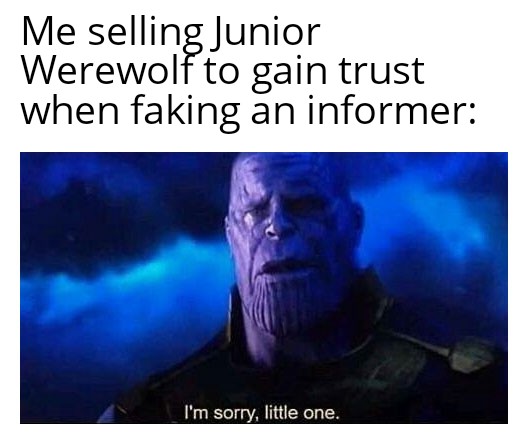 Me selling Junior
Werewolf to gain trust
when faking an informer:
I'm sorry, little one.